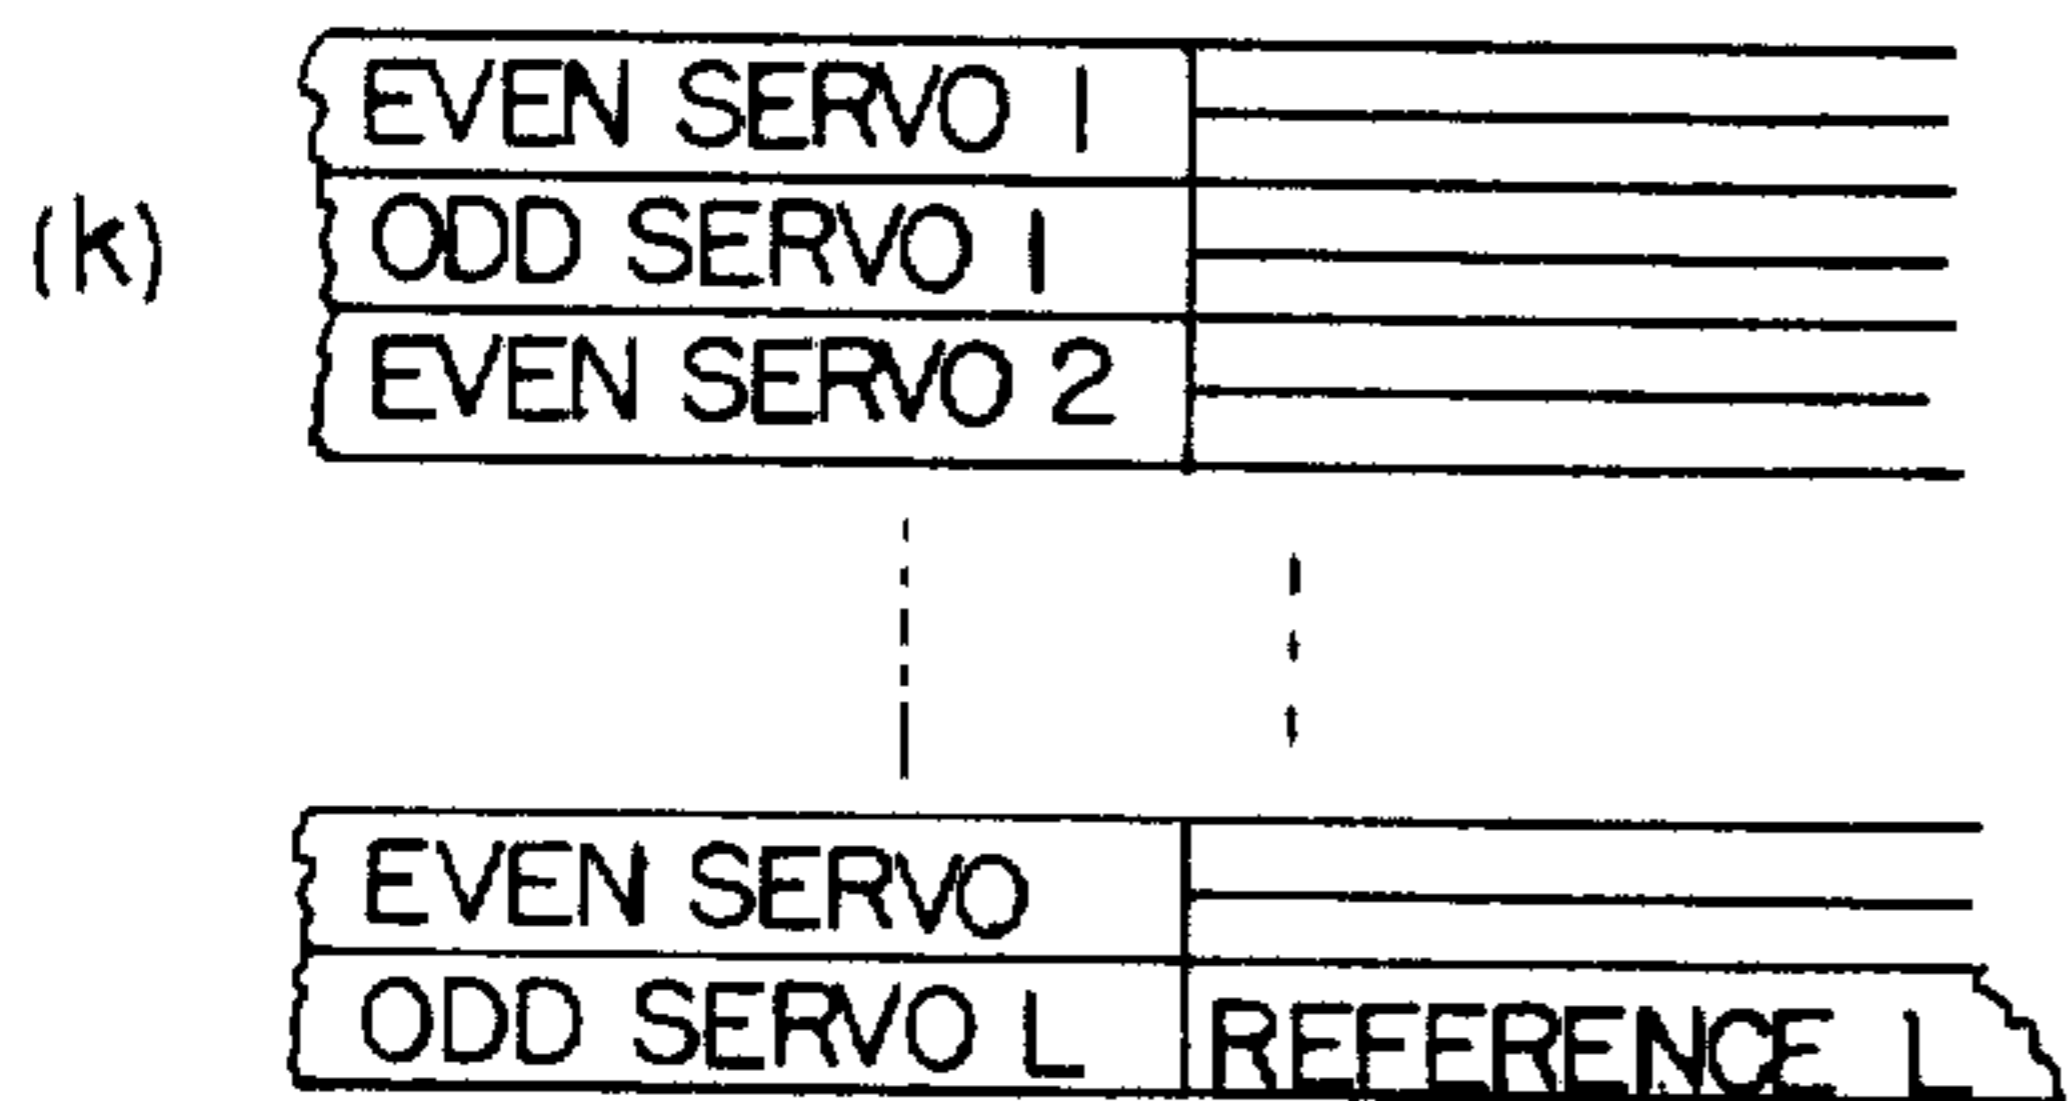 EVEN SERVO 1
(k) ODD SERVO 1
EVEN SERVO 2
EVEN SERVO
ODD SERVO L REFERENCE L